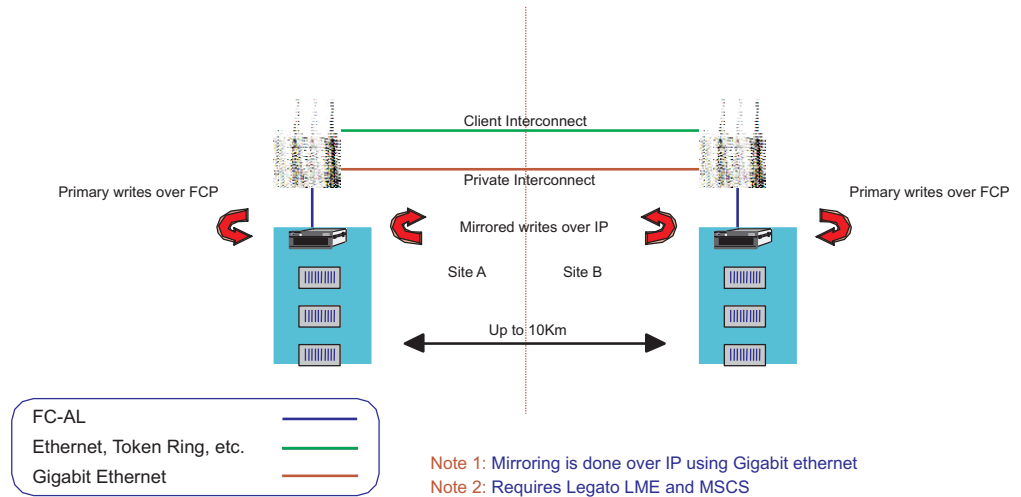 Client Interconnect
Private Interconnect
Primary writes over FCP
Primary writes over FCP
Mirrored writes over IP
Site A
Site B
Up to 10Km
FC-AL
Ethernet, Token Ring, etc.
Gigabit Ethernet
Note 1: Mirroring is done over IP using Gigabit ethernet
Note 2: Requires Legato LME and MSCS